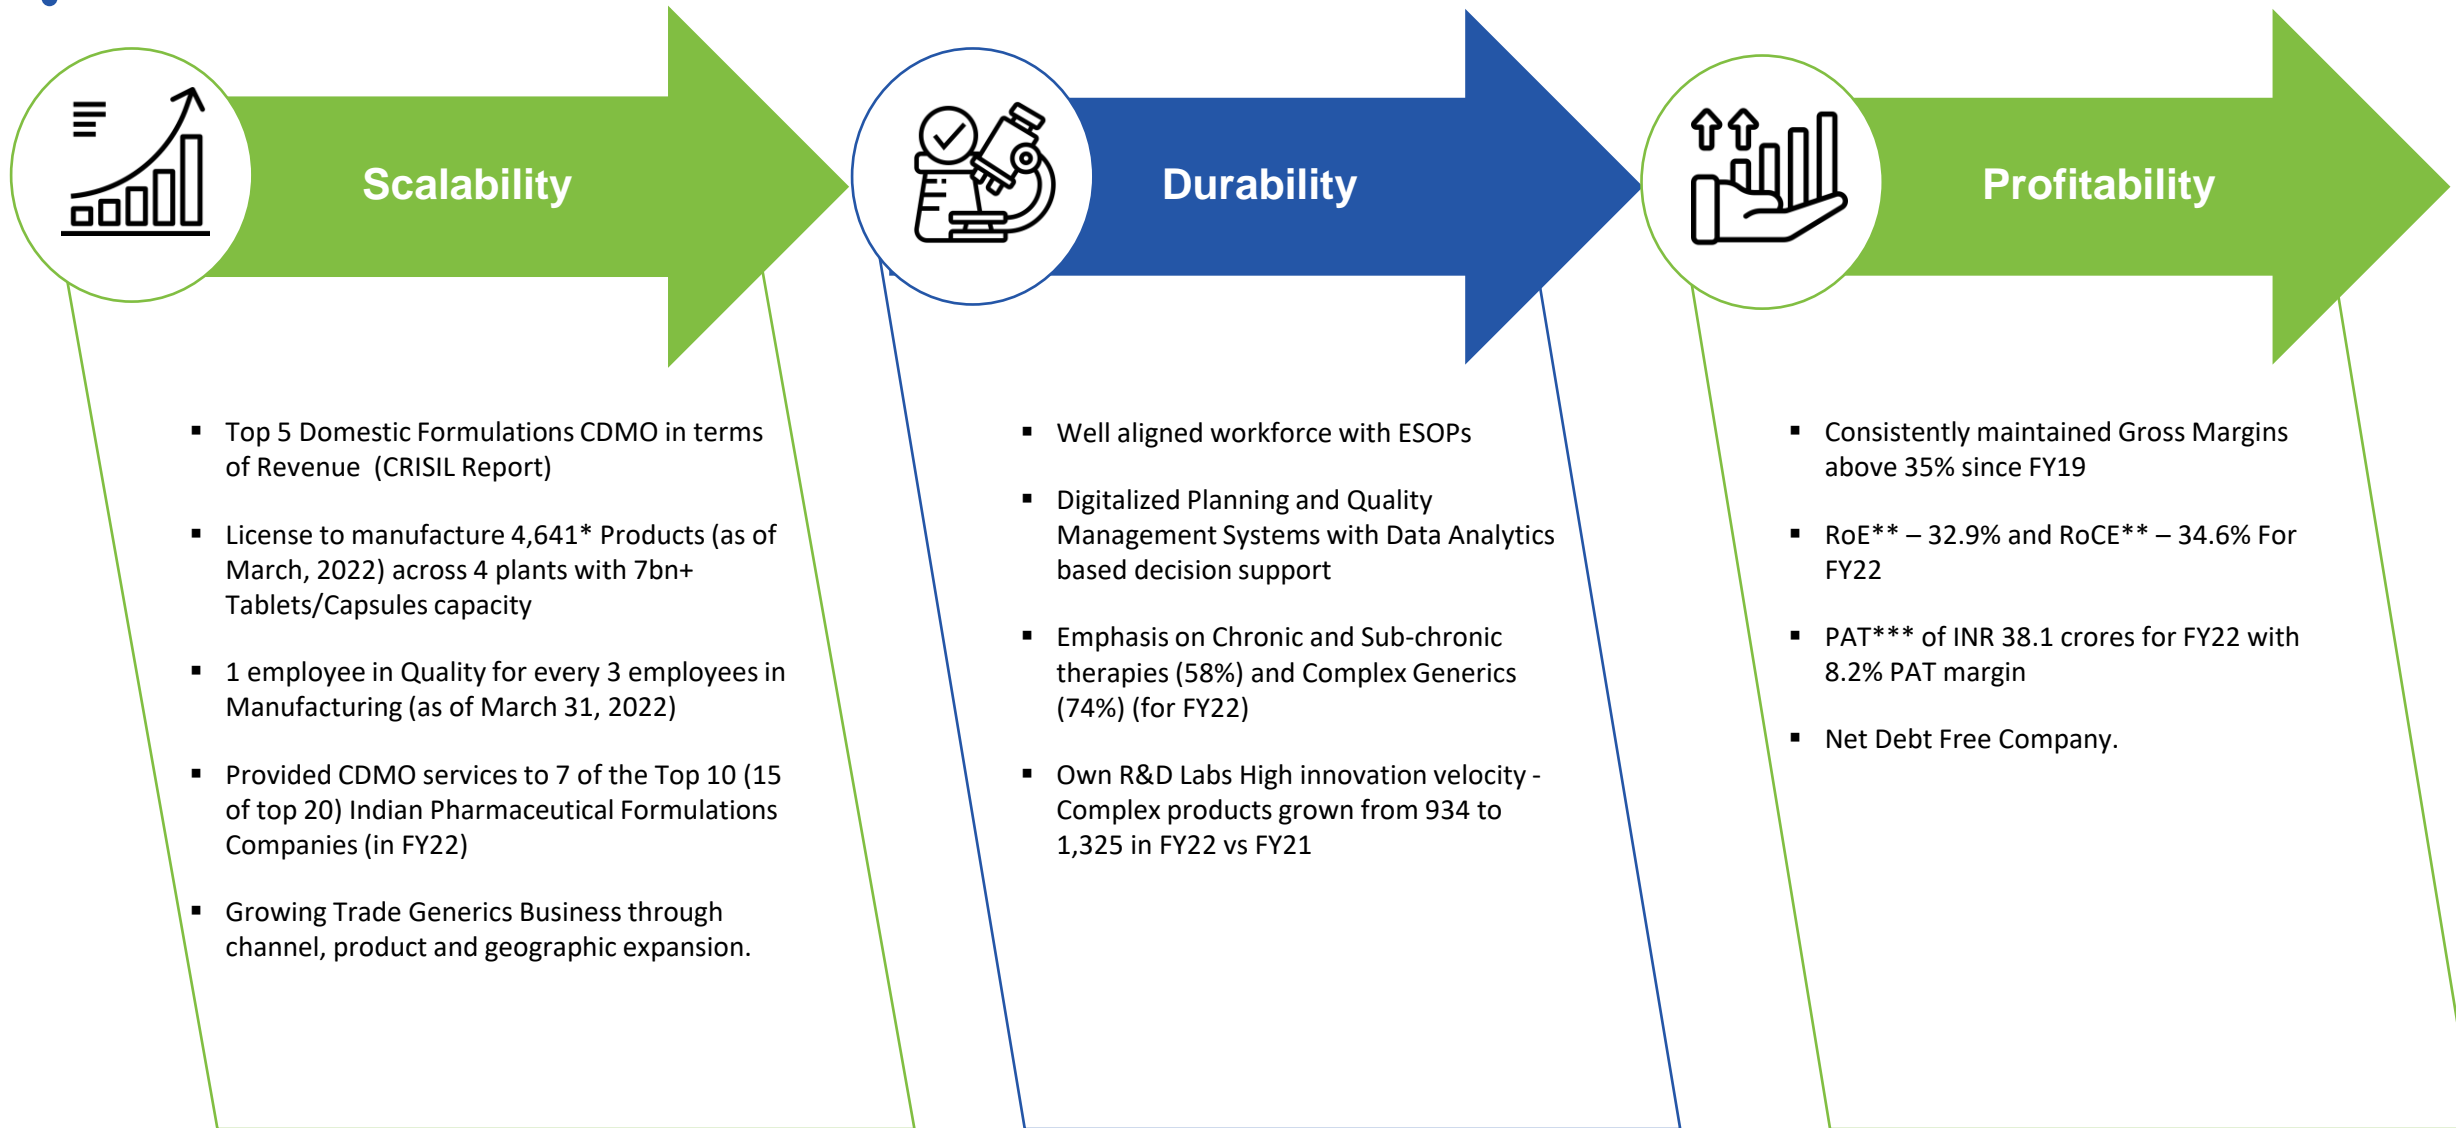 Scalability
▪ Top 5 Domestic Formulations CDMO in terms
of Revenue (CRISIL Report)
▪ License to manufacture 4,641* Products (as of
March, 2022) across 4 plants with 7bn+
Tablets/Capsules capacity
▪ 1 employee in Quality for every 3 employees in
Manufacturing (as of March 31, 2022)
▪ Provided CDMO services to 7 of the Top 10 (15
of top 20) Indian Pharmaceutical Formulations
Companies (in FY22)
▪ Growing Trade Generics Business through
channel, product and geographic expansion.
Durability
▪ Well aligned workforce with ESOPs
▪ Digitalized Planning and Quality
Management Systems with Data Analytics
based decision support
▪ Emphasis on Chronic and Sub-chronic
therapies (58%) and Complex Generics
(74%) (for FY22)
▪ Own R&D Labs High innovation velocity -
Complex products grown from 934 to
1,325 in FY22 vs FY21
Profitability
▪ Consistently maintained Gross Margins
above 35% since FY19
▪ RoE** – 32.9% and RoCE** – 34.6% For
FY22
▪ PAT*** of INR 38.1 crores for FY22 with
8.2% PAT margin
▪ Net Debt Free Company.